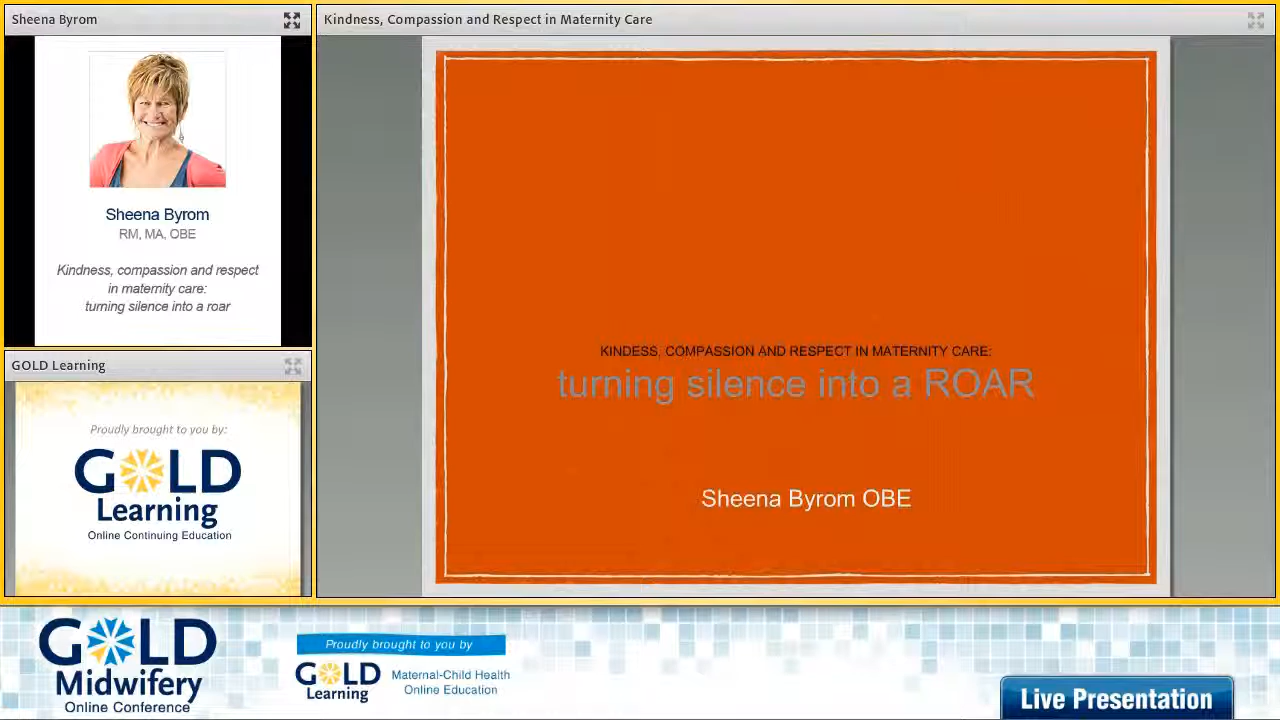 Sheena Byrom
Kindness, Compassion and Respect in Maternity Care
Sheena Byrom
RM, MA, OBE
Kindness, compassion and respect
in maternity care:
turning silence into a roar
KINDESS, COMPASSION AND RESPECT IN MATERNITY CARE:
turning silence into a ROAR
Sheena Byrom OBE
GOLD Learning
Proudly brought to you by:
GOLD
Learning
Online Continuing Education
GOLD
Midwifery
Online Conference
Proudly brought to you by
GOLD
Learning
Maternal-Child Health
Online Education
Live Presentation